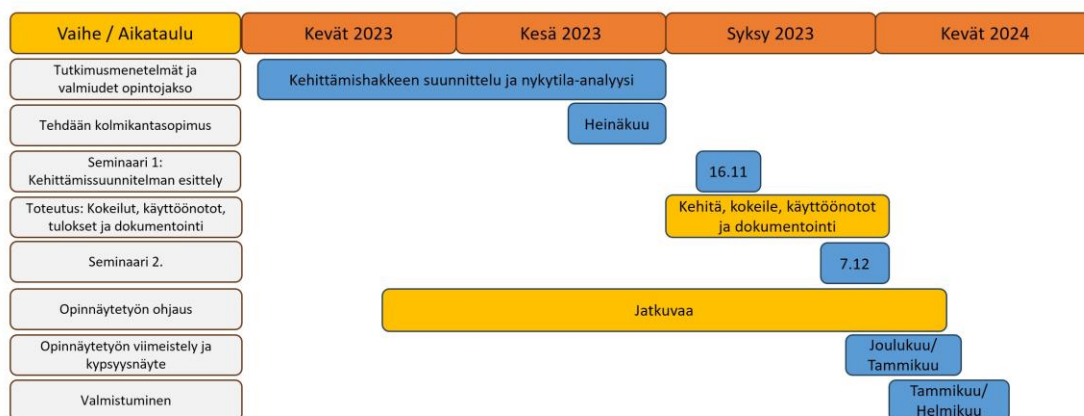 Vaihe / Aikataulu
Kevät 2023
Kesä 2023
Syksy 2023
Kevät 2024
Tutkimusmenetelmät ja
valmiudet opintojakso
Kehittämishakkeen suunnittelu ja nykytila-analyysi
Tehdään kolmikantasopimus
Heinäkuu
Seminaari 1:
Kehittämissuunnitelman esittely
16.11
Toteutus: Kokeilut, käyttöönotot,
tulokset ja dokumentointi
Kehitä, kokeile, käyttöönotot
ja dokumentointi
Seminaari 2.
7.12
Opinnäytetyön ohjaus
Jatkuvaa
Opinnäytetyön viimeistely ja
kypsyysnäyte
Joulukuu/
Tammikuu
Valmistuminen
Tammikuu/
Helmikuu